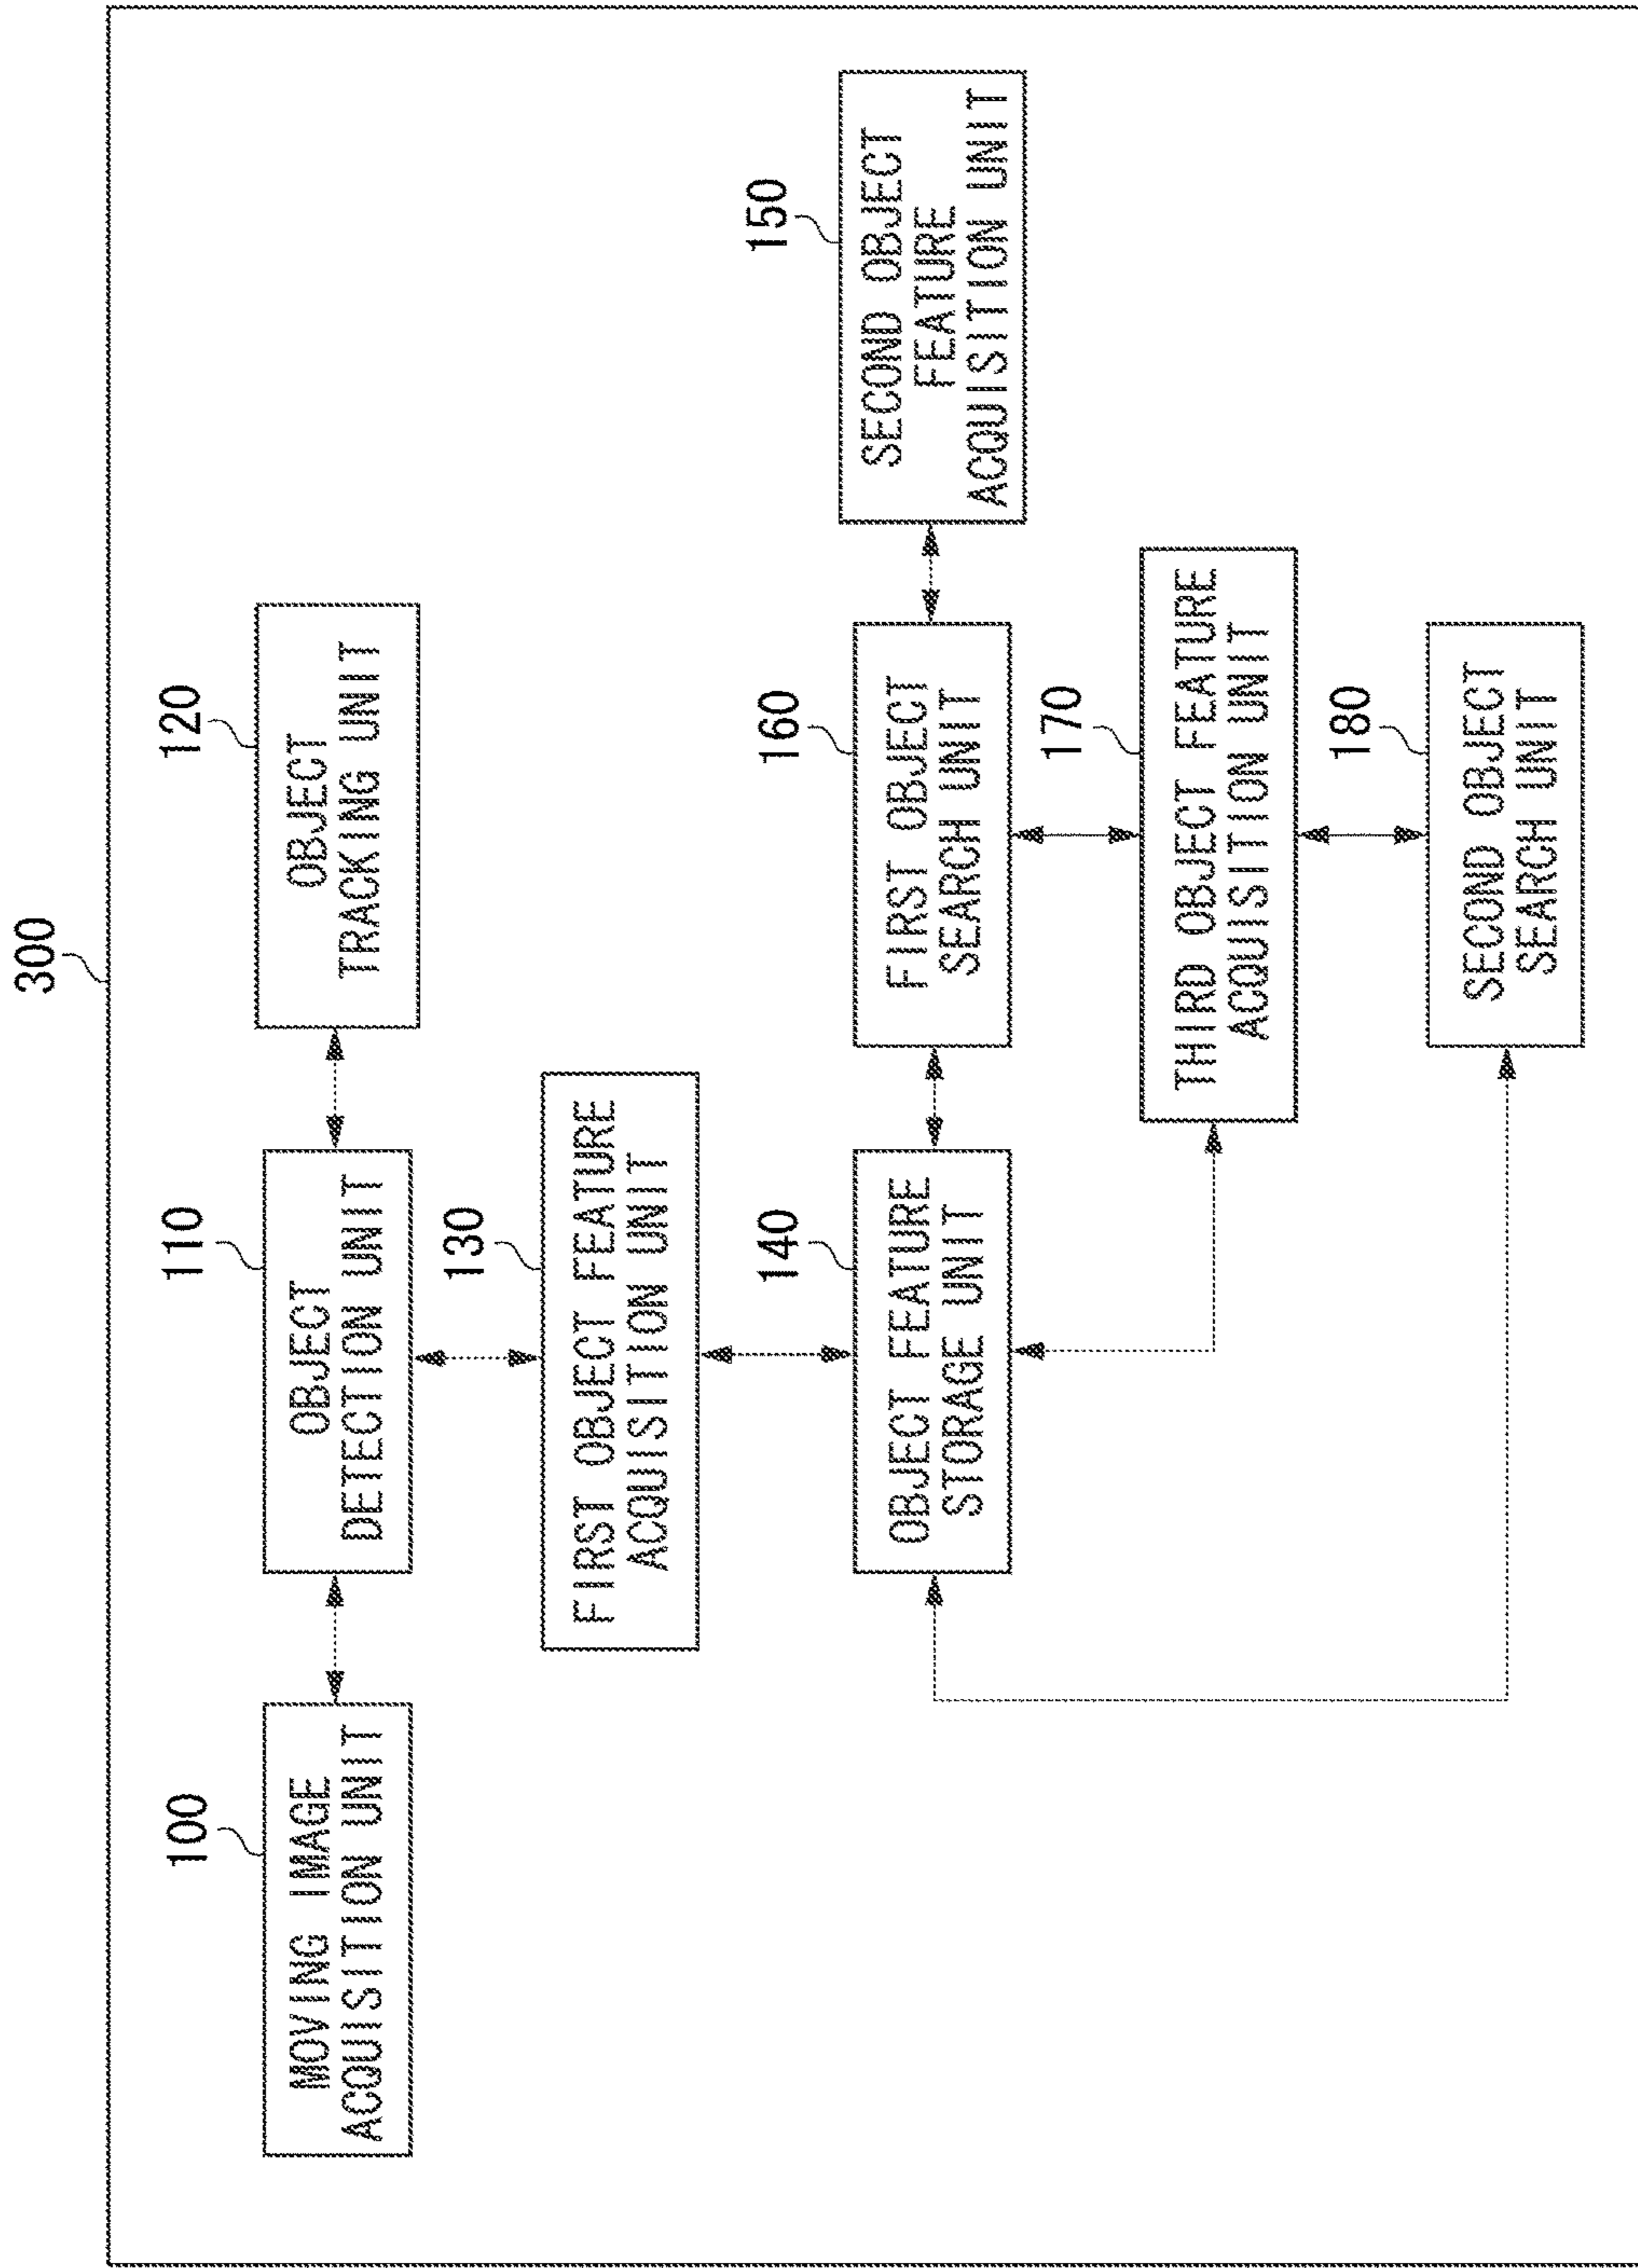 300
100
MOVING IMAGE
ACQUISITION UNIT
110
OBJECT
DETECTION UNIT
120
OBJECT
TRACKING UNIT
130
FIRST OBJECT FEATURE
ACQUISITION UNIT
140
OBJECT FEATURE
STORAGE UNIT
160
FIRST OBJECT
SEARCH UNIT
150
SECOND OBJECT
FEATURE
ACQUISITION UNIT
170
THIRD OBJECT FEATURE
ACQUISITION UNIT
180
SECOND OBJECT
SEARCH UNIT